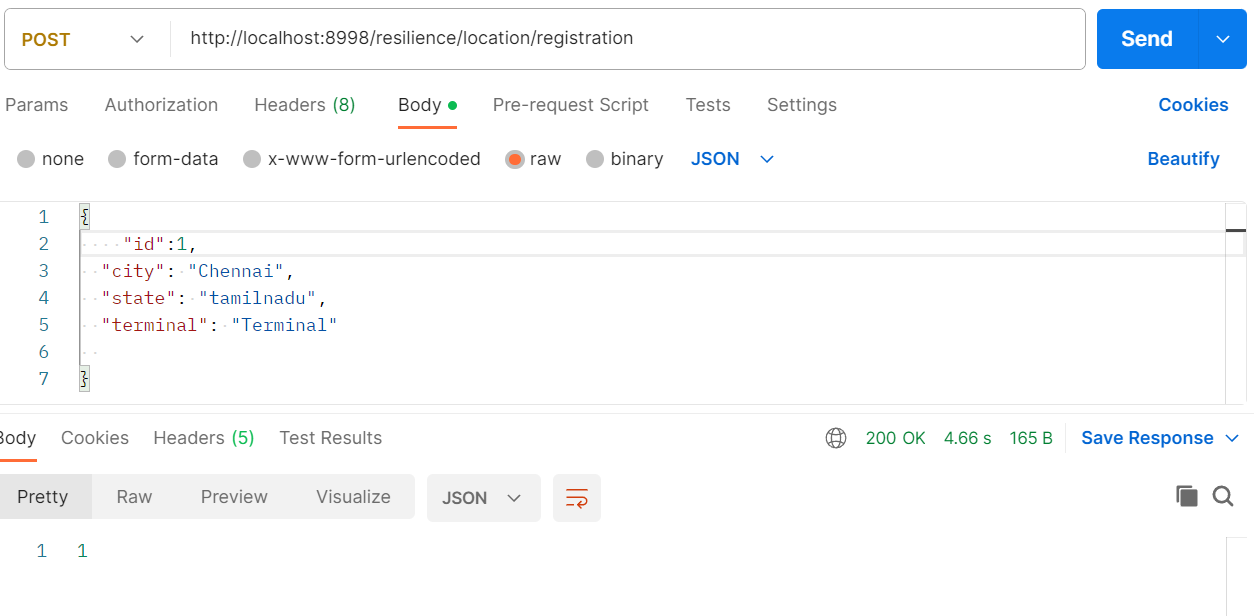 POST http://localhost:8998/resilience/location/registration Send
Params Authorization Headers (8) Body Pre-request Script Tests Settings Cookies
none form-data x-www-form-urlencoded raw binary JSON Beautify
1 {
2 "id":1,
3 "city": "Chennai",
4 "state": "tamilnadu",
5 "terminal": "Terminal"
6
7 }
Body Cookies Headers (5) Test Results 200 OK 4.66 s 165 B Save Response
Pretty Raw Preview Visualize JSON
1 1